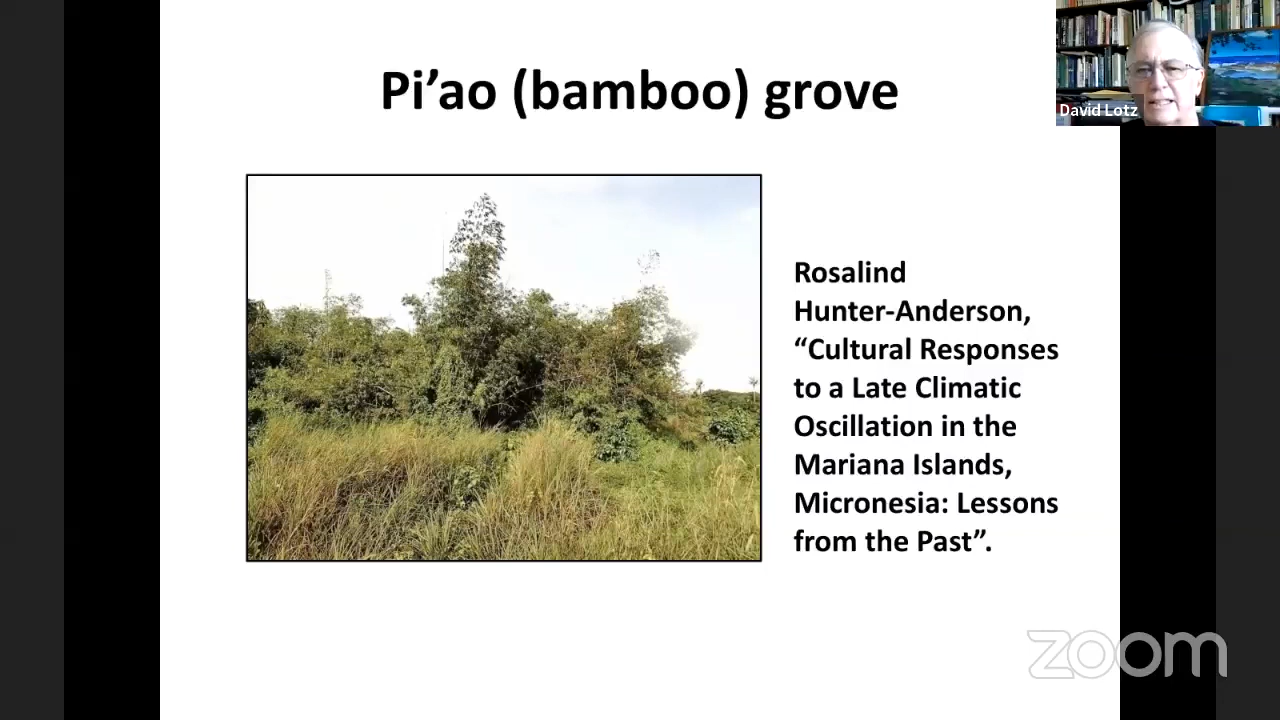 Pi’ao (bamboo) grove
David Lotz
Rosalind
Hunter-Anderson,
“Cultural Responses
to a Late Climatic
Oscillation in the
Mariana Islands,
Micronesia: Lessons
from the Past”.
zoom